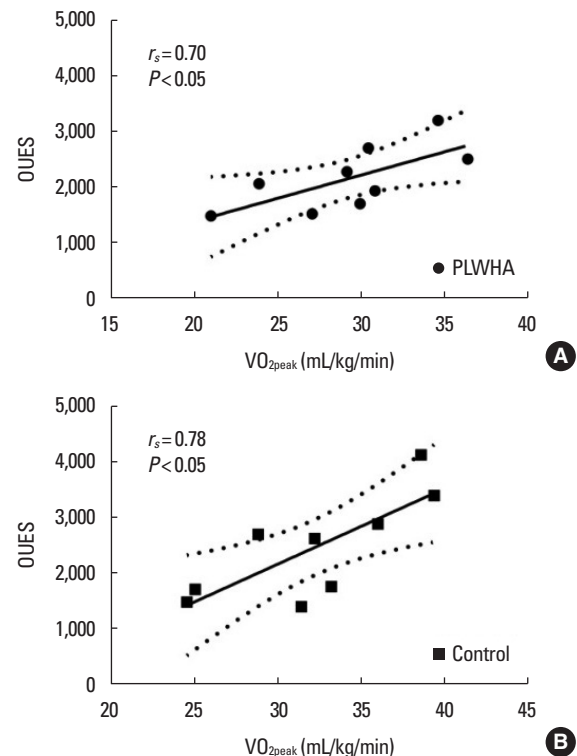 5,000
r_s=0.70
P<0.05
4,000
3,000
OUES
2,000
1,000
PLWHA
0
15 20 25 30 35 40
VO_2peak (mL/kg/min)
A
5,000
r_s=0.78
P<0.05
4,000
3,000
OUES
2,000
1,000
Control
0
20 25 30 35 40 45
VO_2peak (mL/kg/min)
B